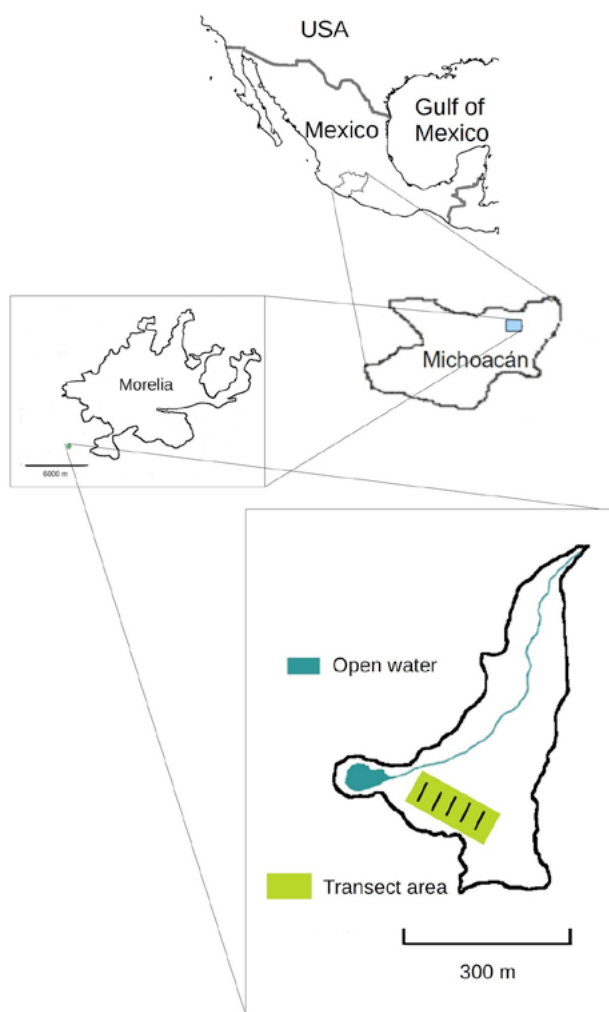 USA
Gulf of
Mexico
Mexico
Michoacán
Morelia
6000 m
Open water
Transect area
300 m